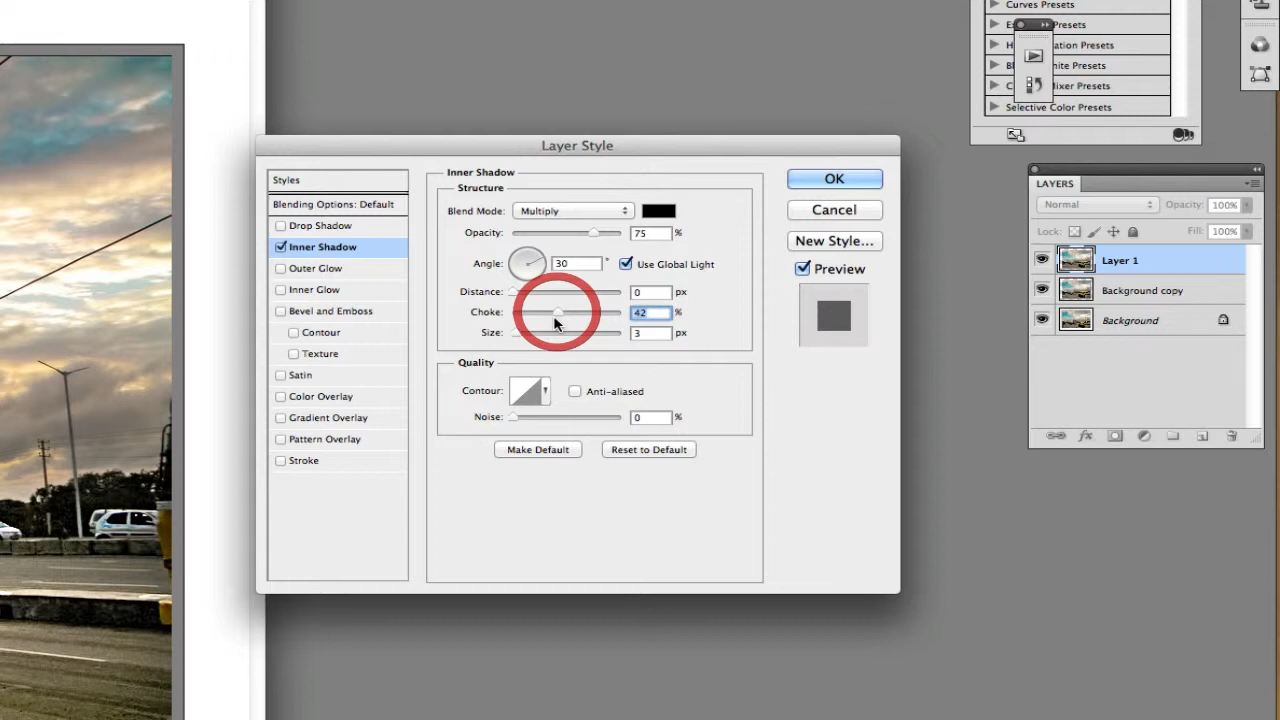 Curves Presets
Presets
ation Presets
ite Presets
ixer Presets
Selective Color Presets
Layer Style
Styles
Blending Options: Default
Drop Shadow
Inner Shadow
Outer Glow
Inner Glow
Bevel and Emboss
Contour
Texture
Satin
Color Overlay
Gradient Overlay
Pattern Overlay
Stroke
Inner Shadow
Structure
Blend Mode: Multiply
Opacity: 75 %
Angle: 30 ° Use Global Light
Distance: 0 px
Choke: 42 %
Size: 3 px
Quality
Contour: Anti-aliased
Noise: 0 %
Make Default Reset to Default
OK
Cancel
New Style...
Preview
LAYERS
Normal Opacity: 100%
Lock: Fill: 100%
Layer 1
Background copy
Background
fx